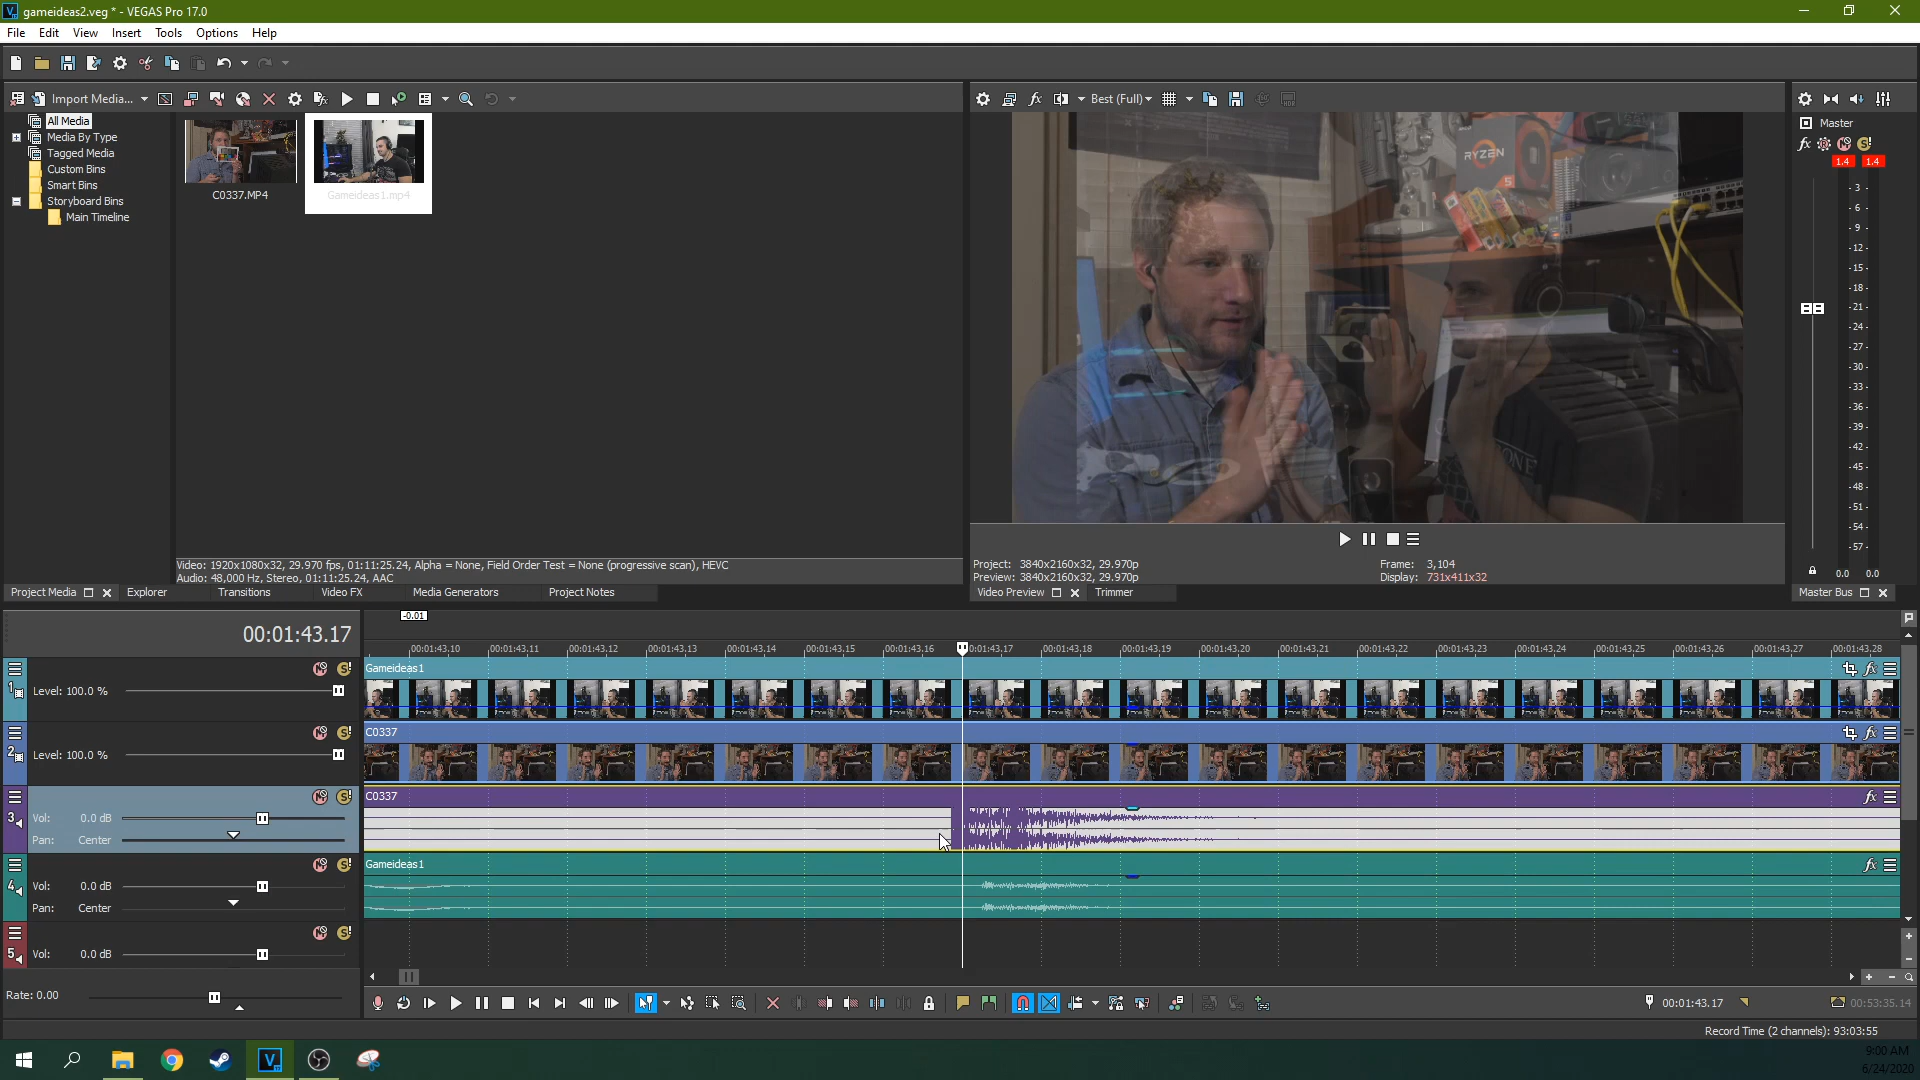 gameideas2.veg * - VEGAS Pro 17.0
File Edit View Insert Tools Options Help
Import Media...
Best (Full)
All Media
Media By Type
Tagged Media
Custom Bins
Smart Bins
Storyboard Bins
Main Timeline
C0337.MP4
Gameideas1.mp4
RYZEN
Master
1.4 1.4
- 3 -
- 6 -
- 9 -
-12-
-15-
-18-
-21-
-24-
-27-
-30-
-33-
-36-
-39-
-42-
-45-
-48-
-51-
-54-
-57-
0.0 0.0
Video: 1920x1080x32, 29.970 fps, 01:11:25.24, Alpha = None, Field Order Test = None (progressive scan), HEVC
Audio: 48,000 Hz, Stereo, 01:11:25.24, AAC
Project: 3840x2160x32, 29.970p
Preview: 3840x2160x32, 29.970p
Frame: 3,104
Display: 731x411x32
Project Media Explorer Transitions Video FX Media Generators Project Notes
Video Preview Trimmer
Master Bus
-0.01
00:01:43.17
00:01:43.10 00:01:43.11 00:01:43.12 00:01:43.13 00:01:43.14 00:01:43.15 00:01:43.16 00:01:43.17 00:01:43.18 00:01:43.19 00:01:43.20 00:01:43.21 00:01:43.22 00:01:43.23 00:01:43.24 00:01:43.25 00:01:43.26 00:01:43.27 00:01:43.28
Gameideas1
1 Level: 100.0 %
C0337
2 Level: 100.0 %
C0337
3 Vol: 0.0 dB
Pan: Center
Gameideas1
4 Vol: 0.0 dB
Pan: Center
5 Vol: 0.0 dB
Rate: 0.00
00:01:43.17
00:53:35.14
Record Time (2 channels): 93:03:55
9:00 AM
6/24/2020